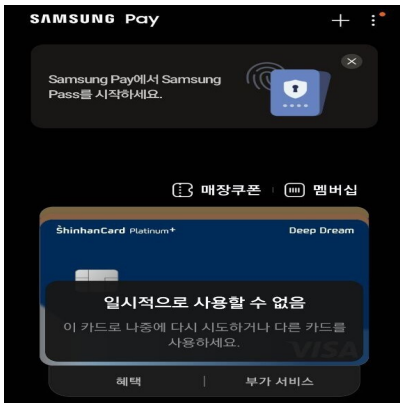 SAMSUNG Pay
Samsung Pay에서 Samsung
Pass를 시작하세요.
매장쿠폰
멤버십
ShinhanCard Platinum+
Deep Dream
일시적으로 사용할 수 없음
이 카드로 나중에 다시 시도하거나 다른 카드를
사용하세요.
VISA
혜택
부가 서비스